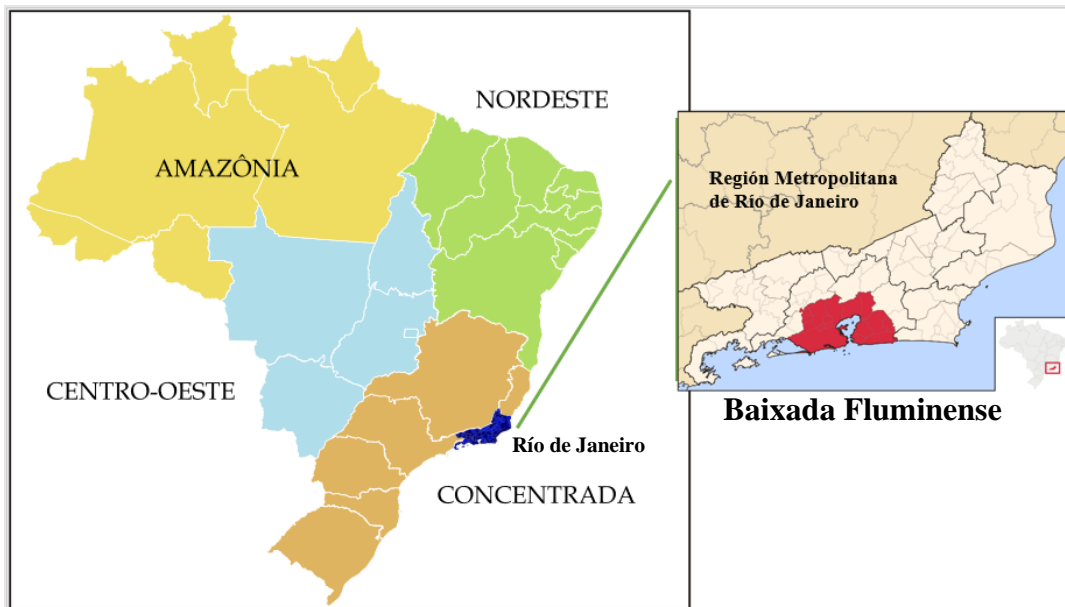 NORDESTE
AMAZÔNIA
Región Metropolitana
de Río de Janeiro
CENTRO-OESTE
Baixada Fluminense
Río de Janeiro
CONCENTRADA